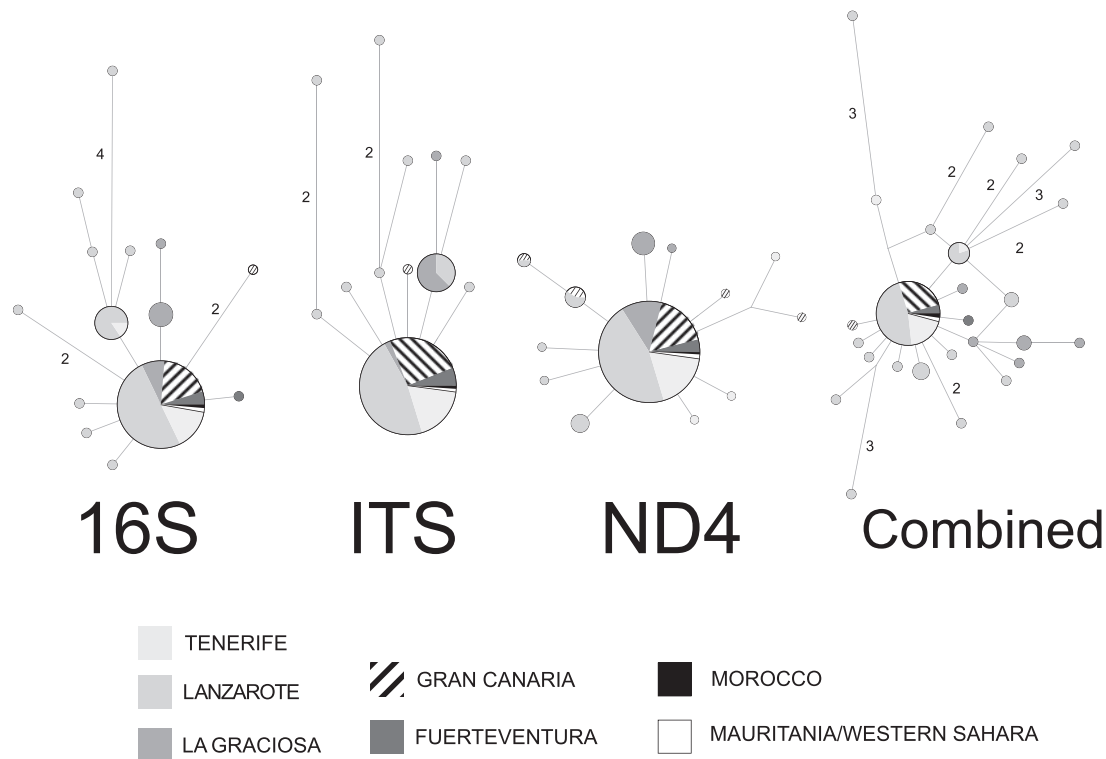 4
2
2
2
2
3
2
2
3
2
2
3
16S
ITS
ND4
Combined
TENERIFE
LANZAROTE
LA GRACIOSA
GRAN CANARIA
FUERTEVENTURA
MOROCCO
MAURITANIA/WESTERN SAHARA